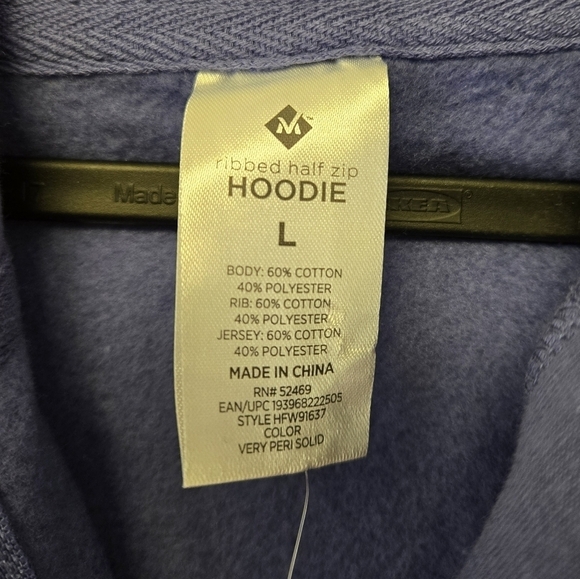 M
ribbed half zip
HOODIE
L
BODY: 60% COTTON
40% POLYESTER
RIB: 60% COTTON
40% POLYESTER
JERSEY: 60% COTTON
40% POLYESTER
MADE IN CHINA
RN# 52469
EAN/UPC 193968222505
STYLE HFW91637
COLOR
VERY PERI SOLID
Made
IKEA